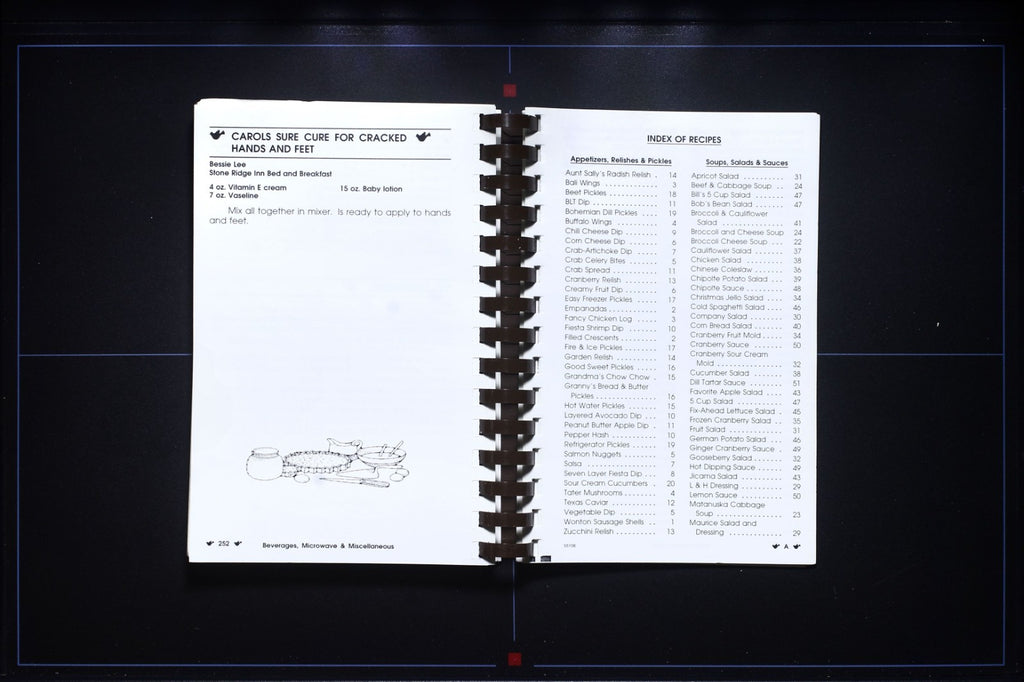 CAROLS SURE CURE FOR CRACKED
HANDS AND FEET
Bessie Lee
Stone Ridge Inn Bed and Breakfast
4 oz. Vitamin E cream 15 oz. Baby lotion
7 oz. Vaseline
Mix all together in mixer. Is ready to apply to hands
and feet.
252 Beverages, Microwave & Miscellaneous
INDEX OF RECIPES
Appetizers, Relishes & Pickles
Aunt Sally's Radish Relish . 14
Bali Wings ............ 3
Beef Pickles ............ 18
BLT Dip ............... 11
Bohemian Dill Pickles .... 19
Buffalo Wings .......... 4
Chili Cheese Dip ........ 9
Corn Cheese Dip ....... 6
Crab-Artichoke Dip ..... 7
Crab Celery Bites ....... 5
Crab Spread ........... 11
Cranberry Relish ........ 13
Creamy Fruit Dip ........ 6
Easy Freezer Pickles ..... 17
Empanadas ........... 2
Fancy Chicken Log ..... 3
Fiesta Shrimp Dip ....... 10
Filled Crescents ......... 2
Fire & Ice Pickles ........ 17
Garden Relish ......... 14
Good Sweet Pickles ..... 16
Grandma's Chow Chow . 15
Granny's Bread & Butter
Pickles ............... 16
Hot Water Pickles ....... 15
Layered Avocado Dip ... 10
Peanut Butter Apple Dip . 11
Pepper Hash .......... 10
Refrigerator Pickles ...... 19
Salmon Nuggets ........ 5
Salsa ................ 7
Seven Layer Fiesta Dip ... 8
Sour Cream Cucumbers . 20
Tater Mushrooms ........ 4
Texas Caviar ........... 12
Vegetable Dip ......... 5
Wonton Sausage Shells .. 1
Zucchini Relish .......... 13
Soups, Salads & Sauces
Apricot Salad .......... 31
Beef & Cabbage Soup .. 24
Bill's 5 Cup Salad ....... 47
Bob's Bean Salad ....... 47
Broccoli & Cauliflower
Salad ............... 41
Broccoli and Cheese Soup 24
Broccoli Cheese Soup ... 22
Cauliflower Salad ....... 37
Chicken Salad ......... 38
Chinese Coleslaw ....... 36
Chipolte Potato Salad ... 39
Chipolte Sauce ......... 48
Christmas Jello Salad .... 34
Cold Spaghetti Salad .... 46
Company Salad ........ 30
Corn Bread Salad ....... 40
Cranberry Fruit Mold ..... 34
Cranberry Sauce ....... 50
Cranberry Sour Cream
Mold ................ 32
Cucumber Salad ....... 38
Dill Tartar Sauce ........ 51
Favorite Apple Salad .... 43
5 Cup Salad ........... 47
Fix-Ahead Lettuce Salad . 45
Frozen Cranberry Salad .. 35
Fruit Salad ............ 31
German Potato Salad ... 46
Ginger Cranberry Sauce . 49
Gooseberry Salad ....... 32
Hot Dipping Sauce ...... 49
Jicama Salad .......... 43
L & H Dressing .......... 29
Lemon Sauce .......... 50
Matanuska Cabbage
Soup ................ 23
Maurice Salad and
Dressing .............. 29
A